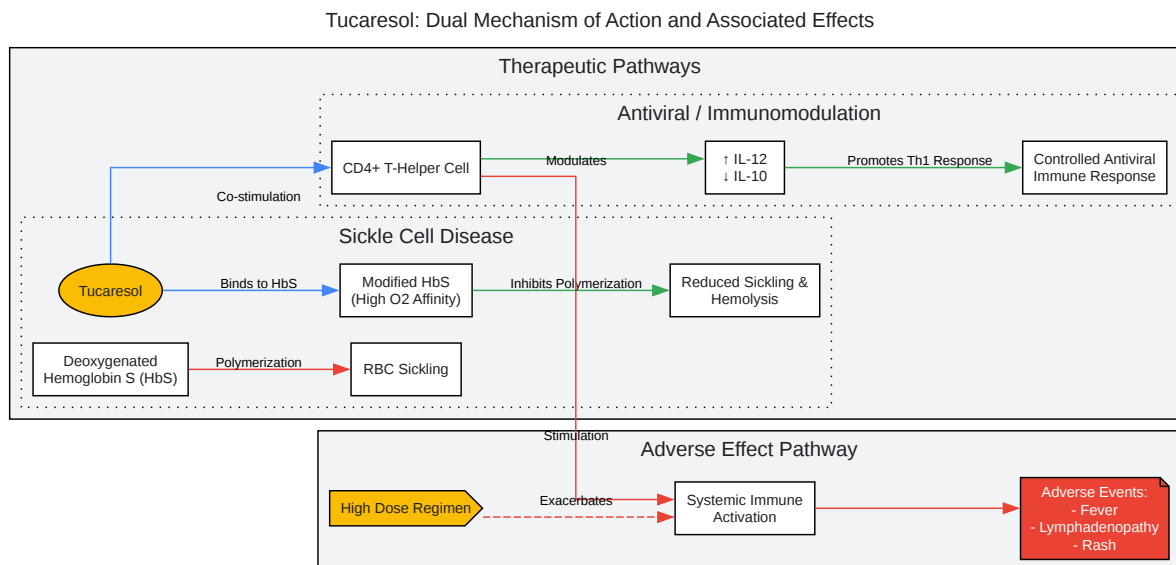 Tucaresol: Dual Mechanism of Action and Associated Effects
Therapeutic Pathways
Antiviral / Immunomodulation
CD4+ T-Helper Cell
Modulates
↑ IL-12
↓ IL-10
Promotes Th1 Response
Controlled Antiviral
Immune Response
Co-stimulation
Sickle Cell Disease
Tucaresol
Binds to HbS
Modified HbS
(High O2 Affinity)
Inhibits Polymerization
Reduced Sickling &
Hemolysis
Deoxygenated
Hemoglobin S (HbS)
Polymerization
RBC Sickling
Stimulation
Adverse Effect Pathway
High Dose Regimen
Exacerbates
Systemic Immune
Activation
Adverse Events:
- Fever
- Lymphadenopathy
- Rash